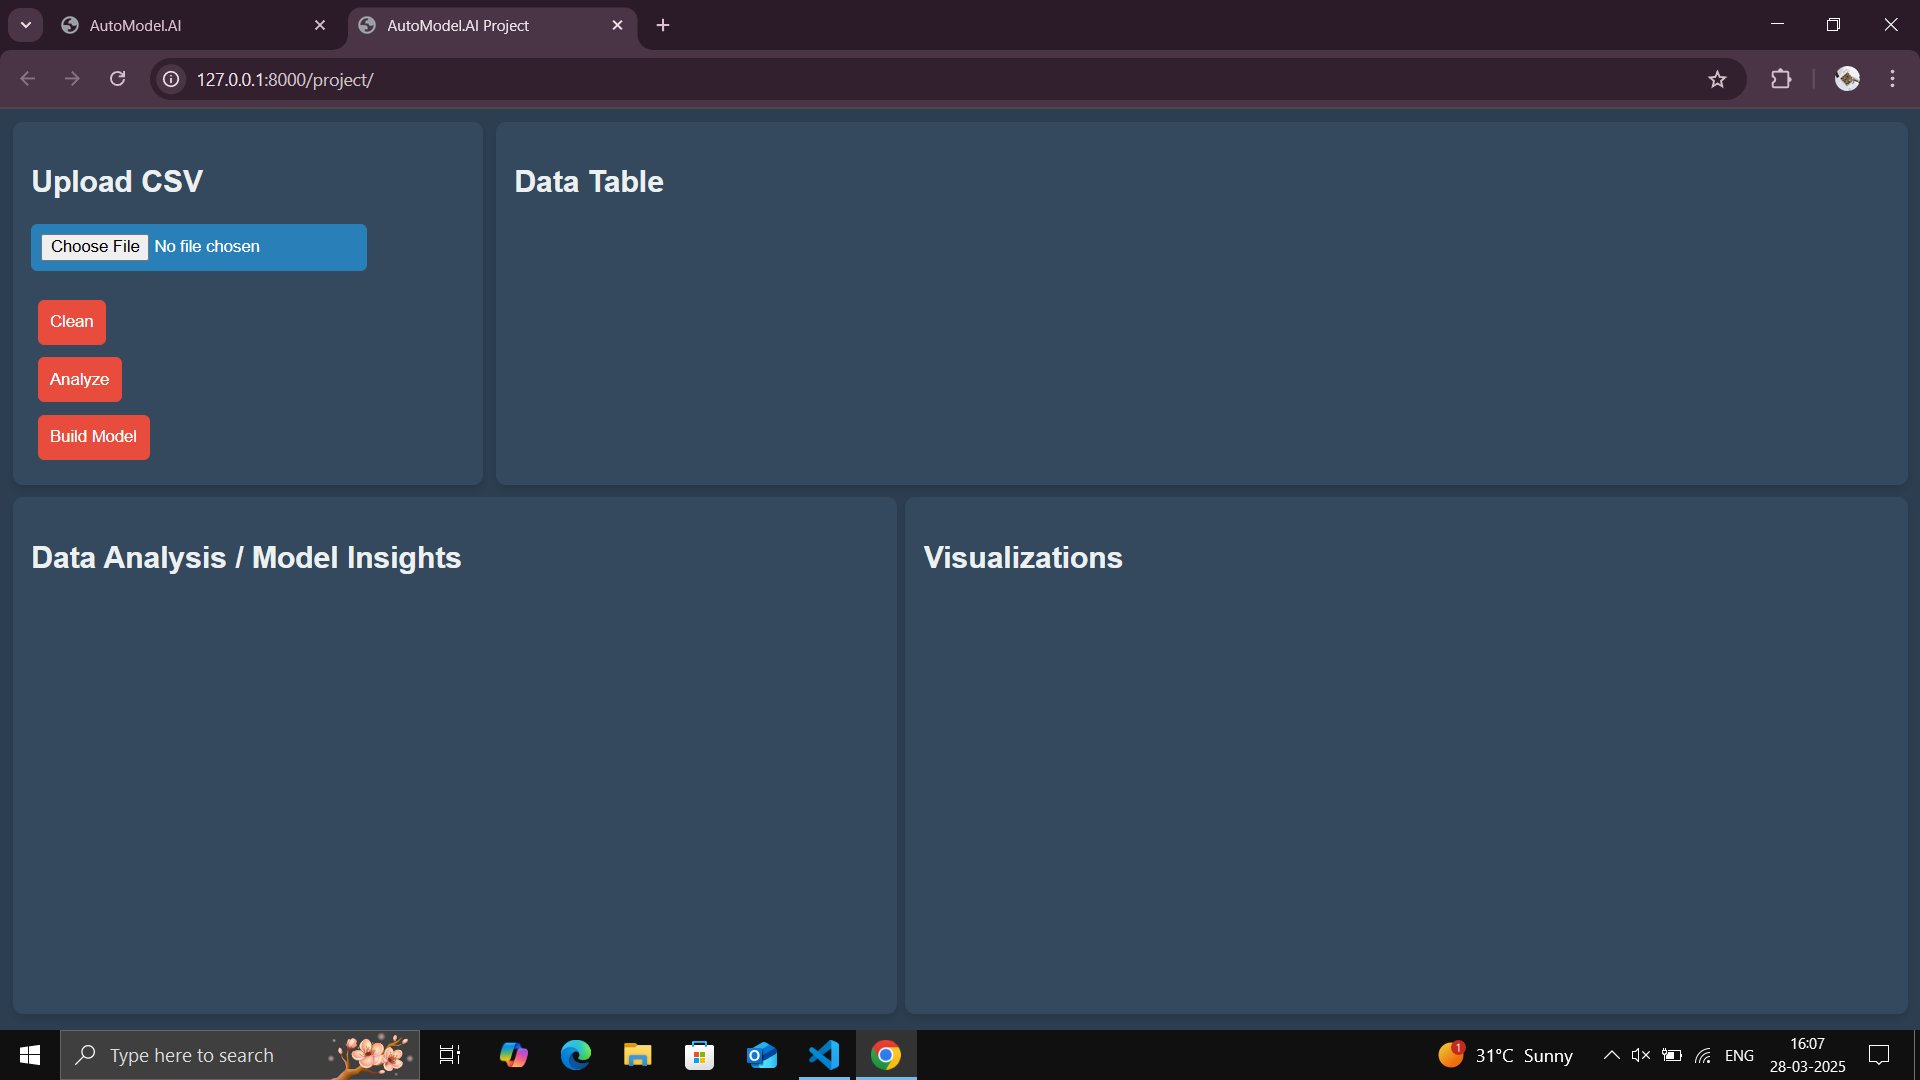 AutoModel.AI
AutoModel.AI Project
127.0.0.1:8000/project/
Upload CSV
Choose File No file chosen
Clean
Analyze
Build Model
Data Table
Data Analysis / Model Insights
Visualizations
Type here to search
1
31°C Sunny
ENG
16:07
28-03-2025